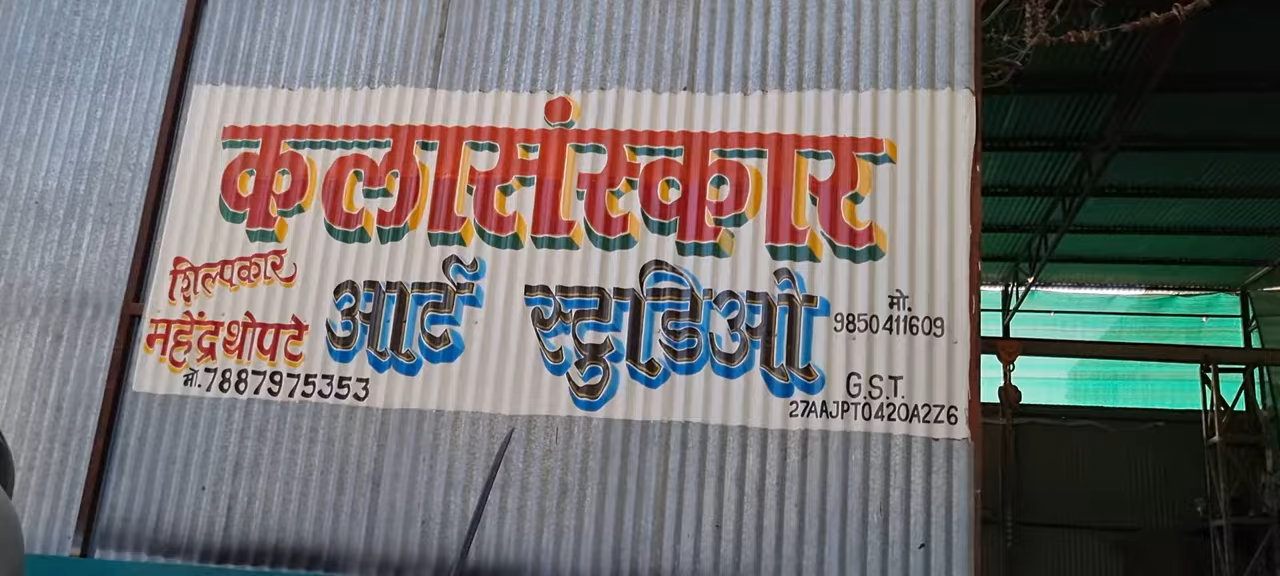 कलासंस्कार
आर्ट स्टुडिओ
शिल्पकार
महेंद्र थोपटे
मो. 7887975353
मो.
9850411609
G.S.T.
27AAJPT0420A2Z6